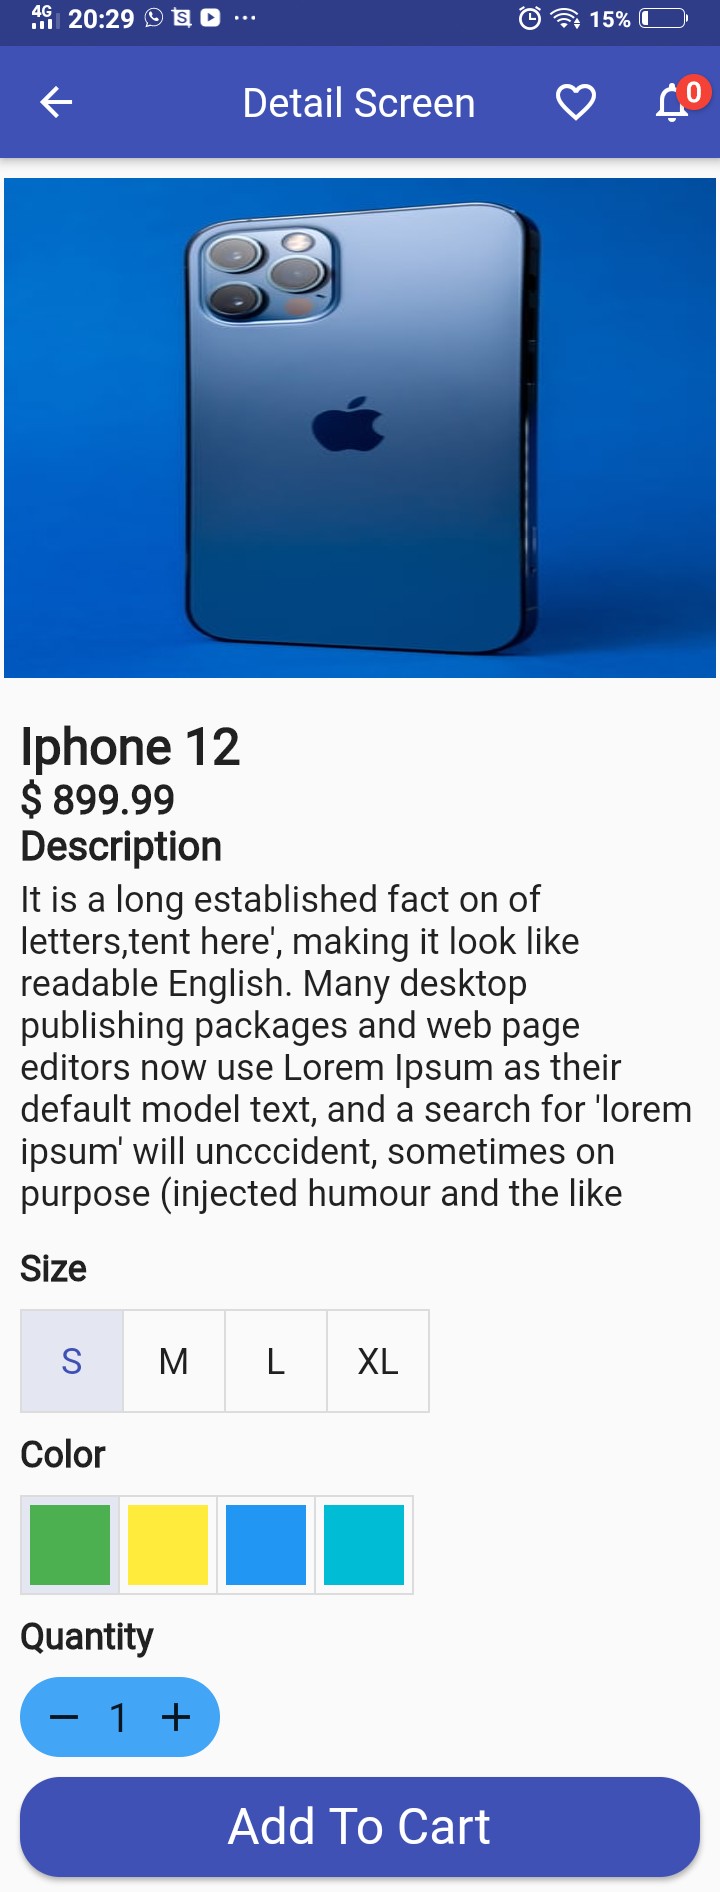 4G 20:29 15%
Detail Screen 0
Iphone 12
$ 899.99
Description
It is a long established fact on of
letters,tent here', making it look like
readable English. Many desktop
publishing packages and web page
editors now use Lorem Ipsum as their
default model text, and a search for 'lorem
ipsum' will uncccident, sometimes on
purpose (injected humour and the like
Size
S M L XL
Color
Quantity
1
Add To Cart